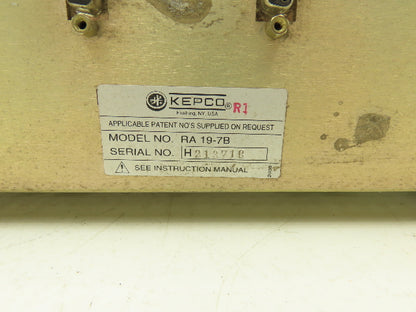 KEPCO® R1
Flushing, NY, USA
APPLICABLE PATENT NO'S SUPPLIED ON REQUEST
MODEL NO. RA 19-7B
SERIAL NO. H
SEE INSTRUCTION MANUAL